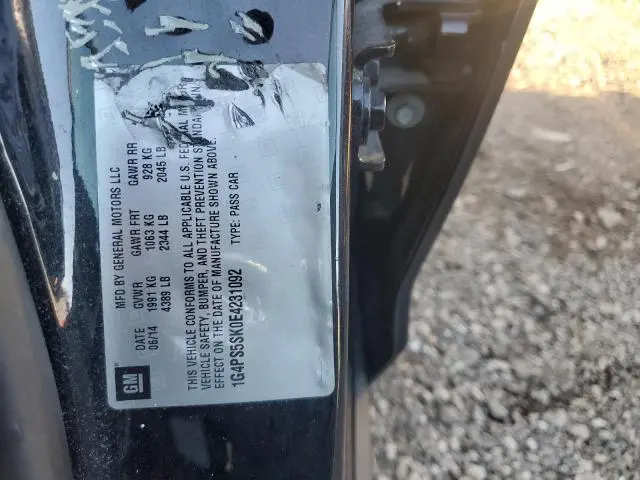 GM
MFD BY GENERAL MOTORS LLC
DATE GVWR GAWR FRT GAWR RR
06/14 1991 KG 1063 KG 928 KG
4389 LB 2344 LB 2045 LB
THIS VEHICLE CONFORMS TO ALL APPLICABLE U.S. FEDERAL
VEHICLE SAFETY, BUMPER, AND THEFT PREVENTION STANDARDS IN
EFFECT ON THE DATE OF MANUFACTURE SHOWN ABOVE.
1G4PS5SK0E4231092 TYPE: PASS CAR